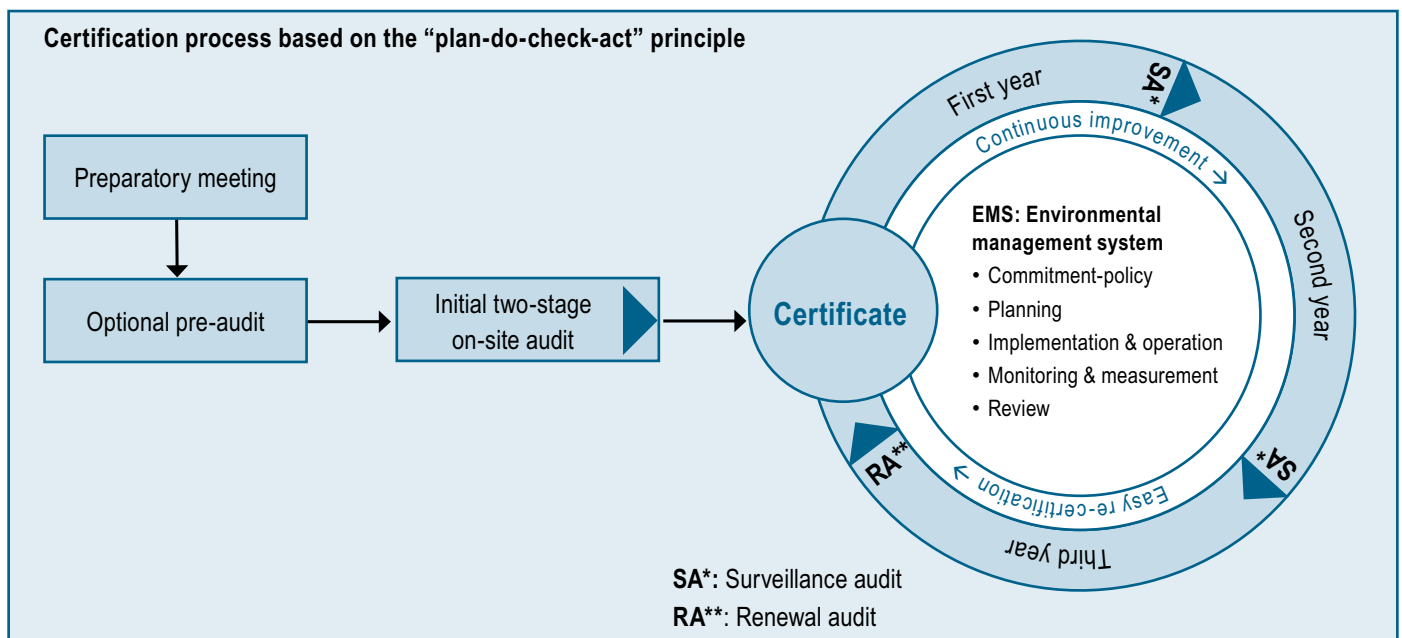 Certification process based on the “plan-do-check-act” principle
Preparatory meeting
Optional pre-audit
Initial two-stage
on-site audit
Certificate
First year
SA*
Second year
SA*
Third year
RA**
Continuous improvement →
Easy re-certification →
EMS: Environmental
management system
• Commitment-policy
• Planning
• Implementation & operation
• Monitoring & measurement
• Review
SA*: Surveillance audit
RA**: Renewal audit